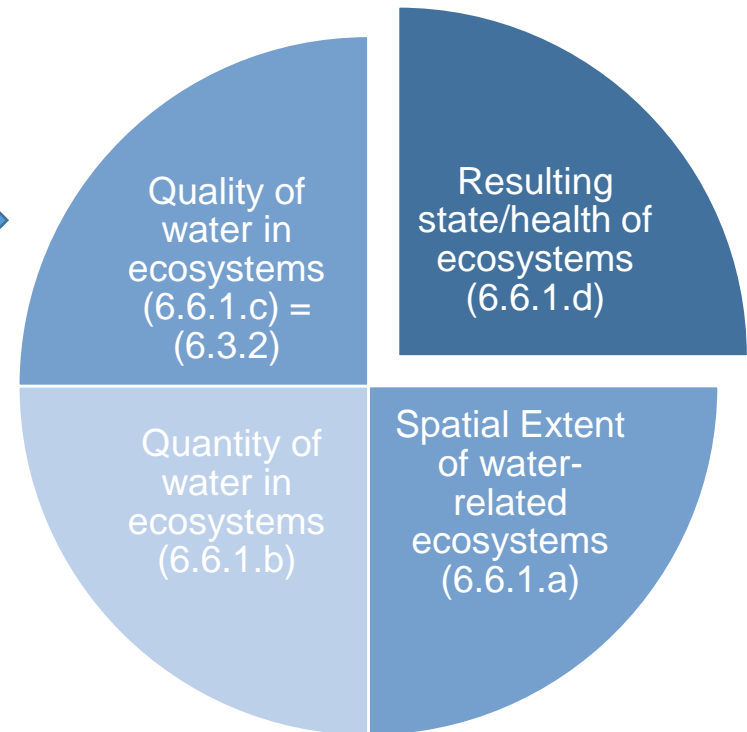 Quality of
water in
ecosystems
(6.6.1.c) =
(6.3.2)
Resulting
state/health of
ecosystems
(6.6.1.d)
Quantity of
water in
ecosystems
(6.6.1.b)
Spatial Extent
of water-
related
ecosystems
(6.6.1.a)